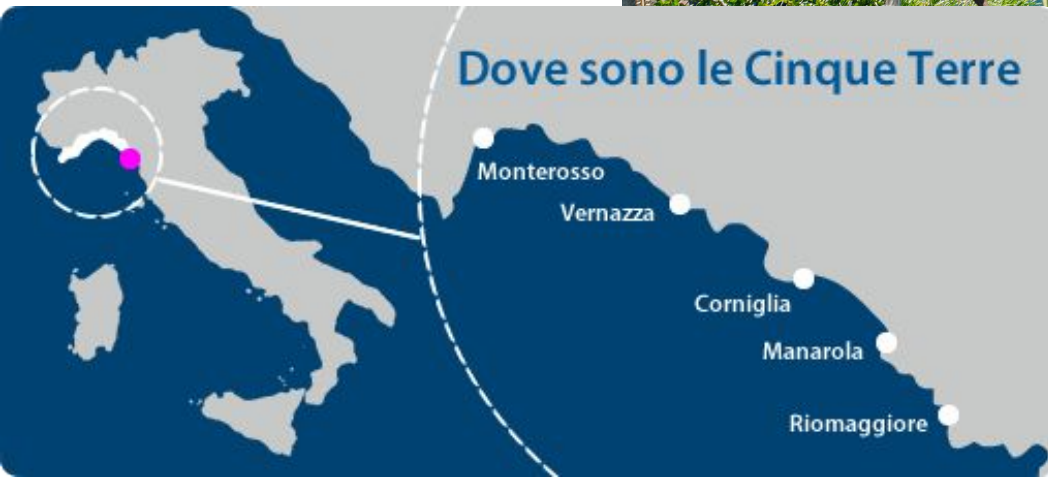 Dove sono le Cinque Terre
Monterosso
Vernazza
Corniglia
Manarola
Riomaggiore